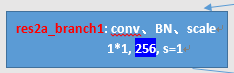 res2a_branch1: conv、BN、scale
1*1, 256, s=1